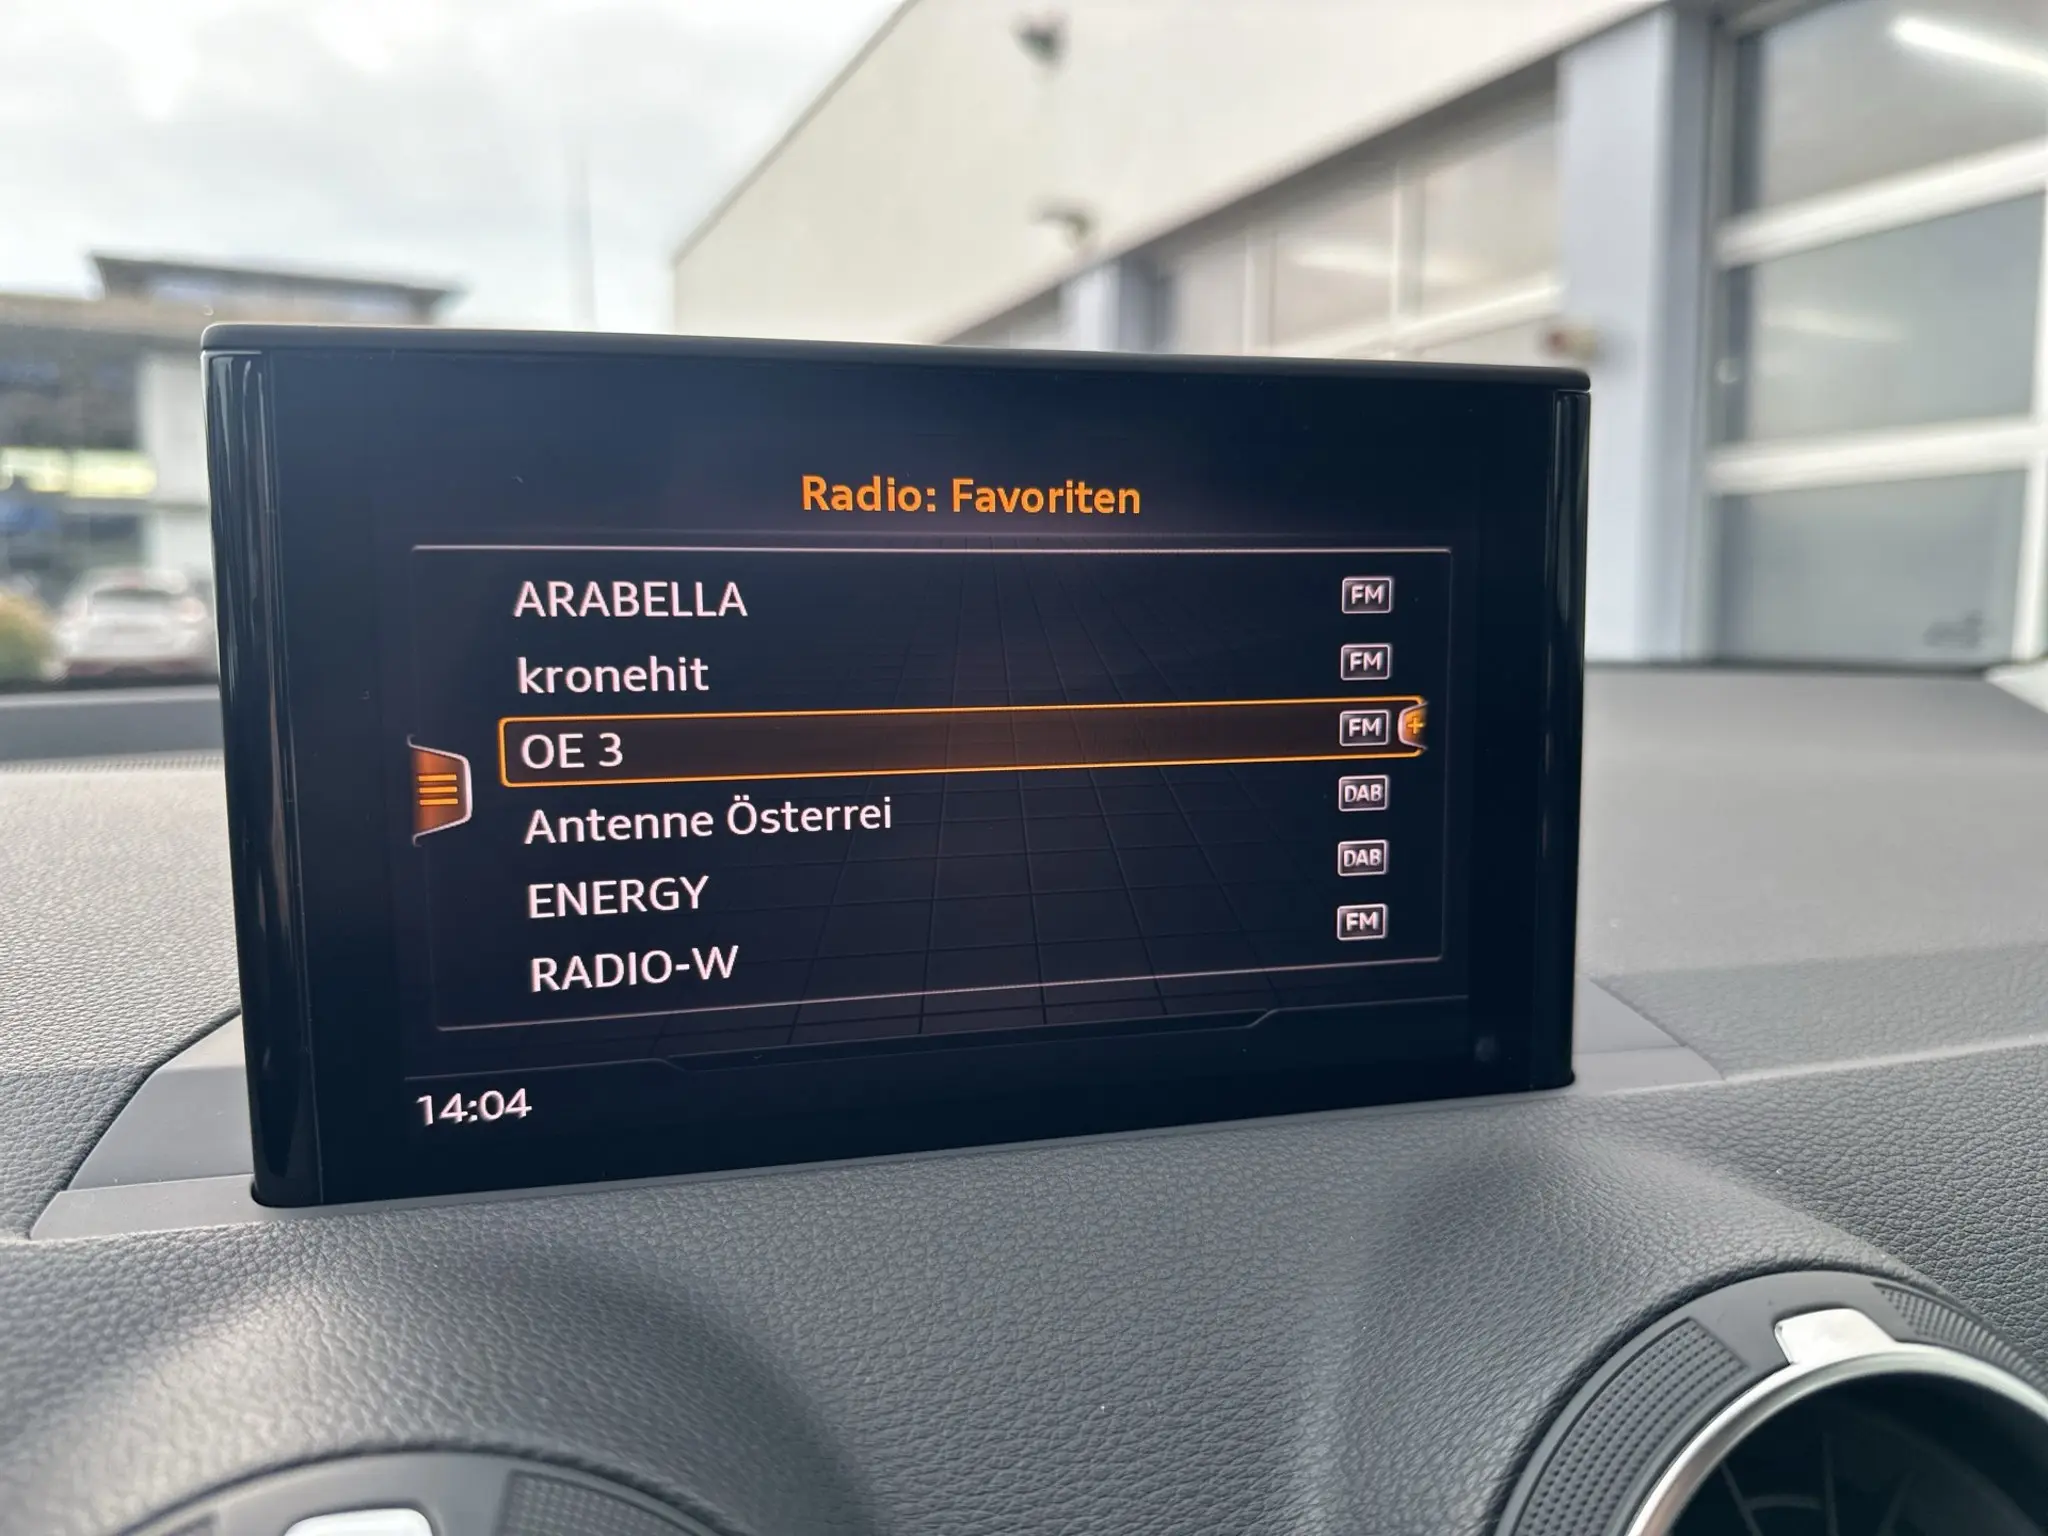 Radio: Favoriten
ARABELLA FM
kronehit FM
OE 3 FM +
Antenne Österrei DAB
ENERGY DAB
RADIO-W FM
14:04